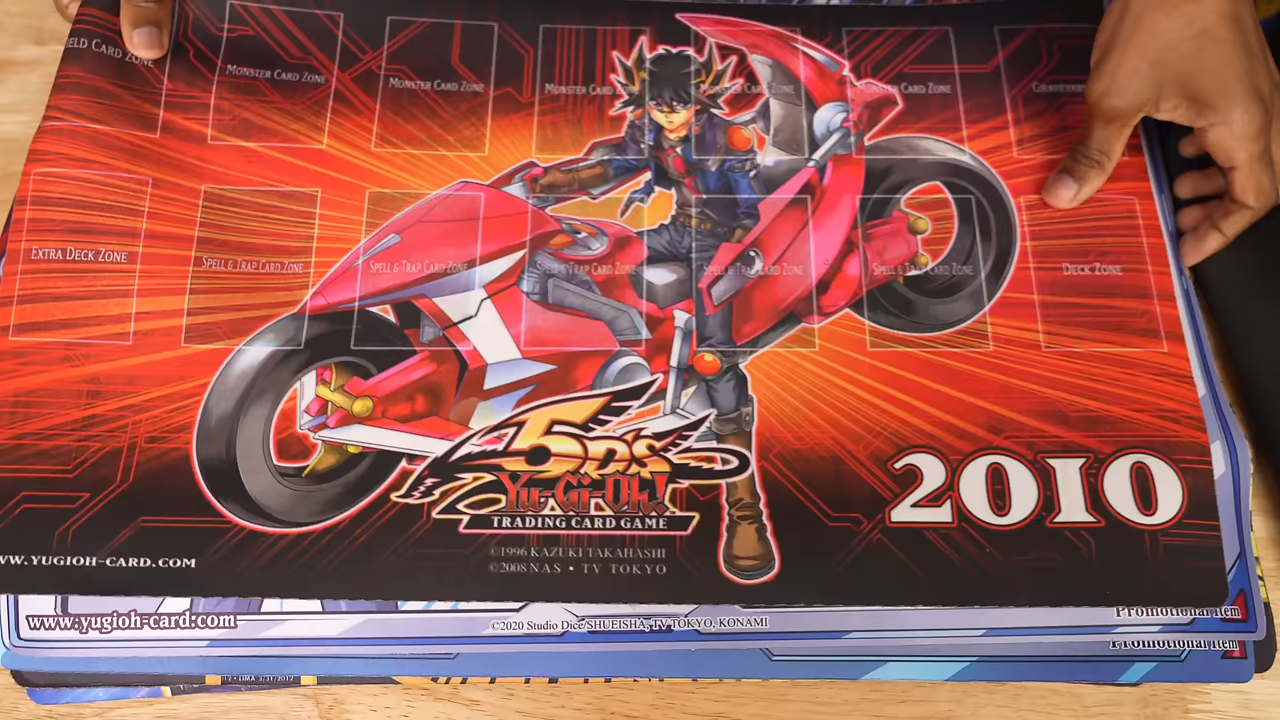 ELD CARD ZONE
MONSTER CARD ZONE
MONSTER CARD ZONE
MONSTER CARD ZONE
MONSTER CARD ZONE
MONSTER CARD ZONE
EXTRA DECK ZONE
SPELL & TRAP CARD ZONE
SPELL & TRAP CARD ZONE
SPELL & TRAP CARD ZONE
SPELL & TRAP CARD ZONE
SPELL & TRAP CARD ZONE
DECK ZONE
5D's
Yu-Gi-Oh!
TRADING CARD GAME
2010
©1996 KAZUKI TAKAHASHI
©2008 NAS • TV TOKYO
WW.YUGIOH-CARD.COM
www.yugioh-card.com
©2020 Studio Dice/SHUEISHA, TV TOKYO, KONAMI
Promotional Item
Promotional Item